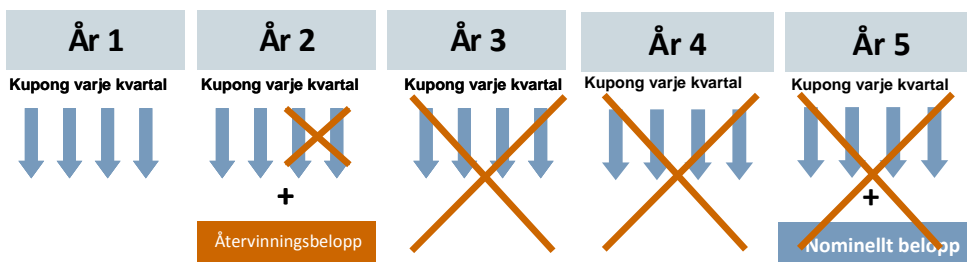 År 1
År 2
År 3
År 4
År 5
Kupong varje kvartal
Kupong varje kvartal
Kupong varje kvartal
Kupong varje kvartal
Kupong varje kvartal
+
+
Återvinningsbelopp
Nominellt belopp